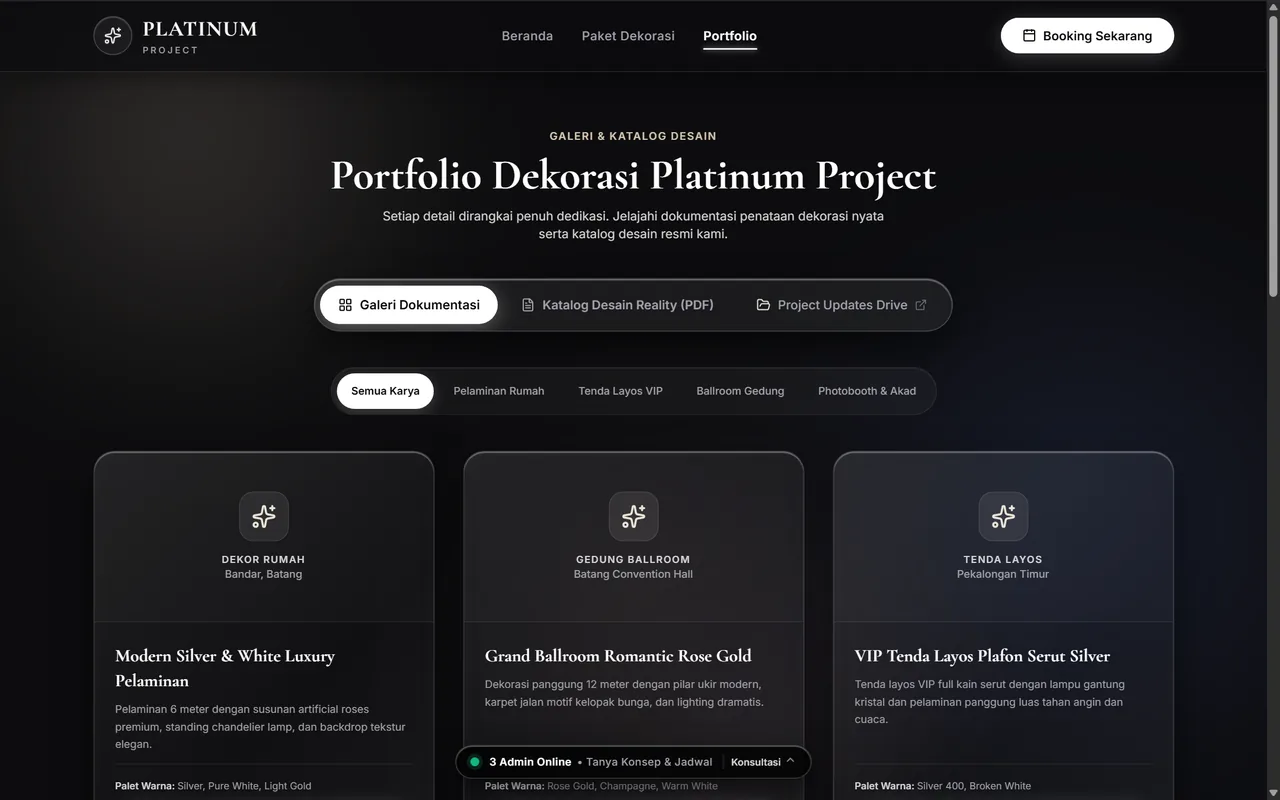 PLATINUM
PROJECT
Beranda
Paket Dekorasi
Portfolio
Booking Sekarang
GALERI & KATALOG DESAIN
Portfolio Dekorasi Platinum Project
Setiap detail dirangkai penuh dedikasi. Jelajahi dokumentasi penataan dekorasi nyata
serta katalog desain resmi kami.
Galeri Dokumentasi
Katalog Desain Reality (PDF)
Project Updates Drive
Semua Karya
Pelaminan Rumah
Tenda Layos VIP
Ballroom Gedung
Photobooth & Akad
DEKOR RUMAH
Bandar, Batang
Modern Silver & White Luxury
Pelaminan
Pelaminan 6 meter dengan susunan artificial roses
premium, standing chandelier lamp, dan backdrop tekstur
elegan.
Palet Warna: Silver, Pure White, Light Gold
GEDUNG BALLROOM
Batang Convention Hall
Grand Ballroom Romantic Rose Gold
Dekorasi panggung 12 meter dengan pilar ukir modern,
karpet jalan motif kelopak bunga, dan lighting dramatis.
Palet Warna: Rose Gold, Champagne, Warm White
TENDA LAYOS
Pekalongan Timur
VIP Tenda Layos Plafon Serut Silver
Tenda layos VIP full kain serut dengan lampu gantung
kristal dan pelaminan panggung luas tahan angin dan
cuaca.
Palet Warna: Silver 400, Broken White
3 Admin Online • Tanya Konsep & Jadwal
Konsultasi